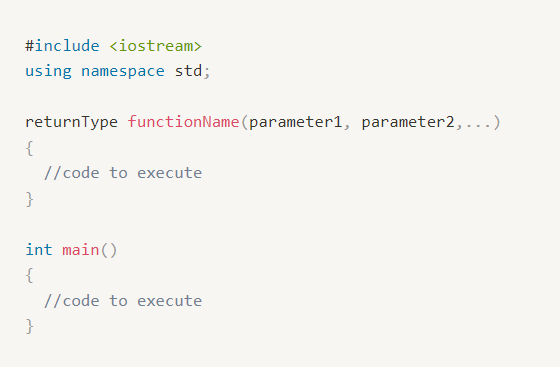 #include <iostream>
using namespace std;
returnType functionName(parameter1, parameter2,...)
{
//code to execute
}
int main()
{
//code to execute
}